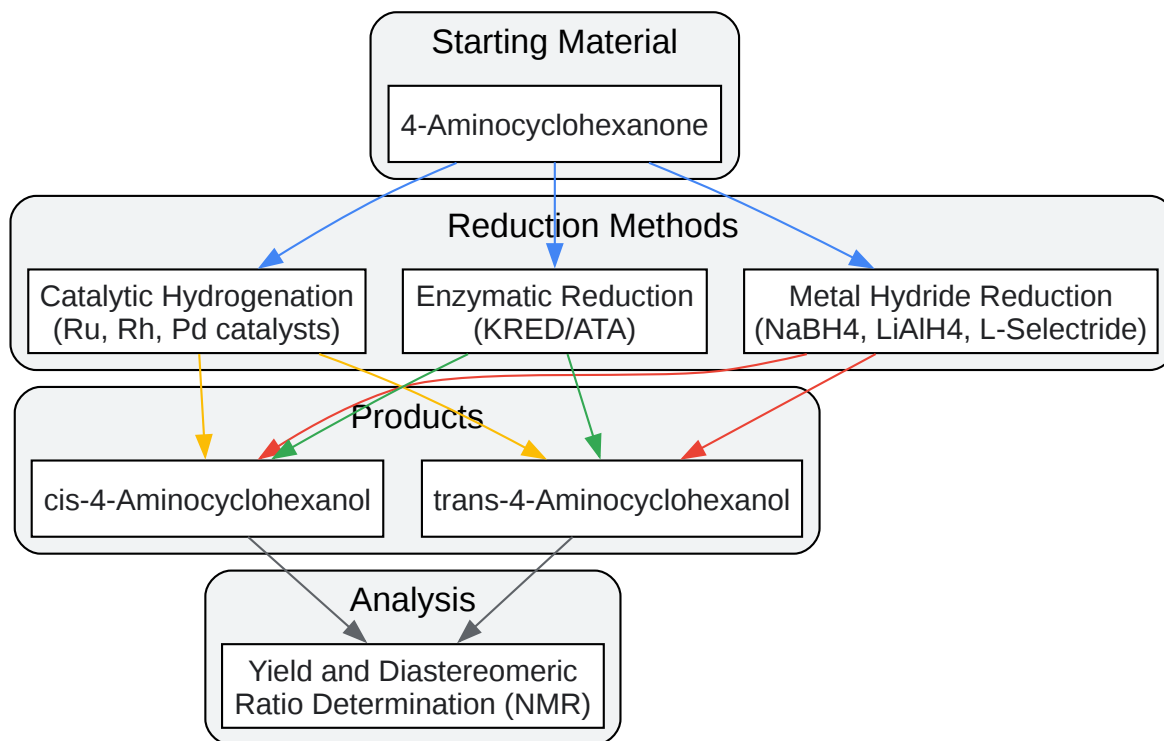 Starting Material
4-Aminocyclohexanone
Reduction Methods
Catalytic Hydrogenation
(Ru, Rh, Pd catalysts)
Enzymatic Reduction
(KRED/ATA)
Metal Hydride Reduction
(NaBH4, LiAlH4, L-Selectride)
Products
cis-4-Aminocyclohexanol
trans-4-Aminocyclohexanol
Analysis
Yield and Diastereomeric
Ratio Determination (NMR)